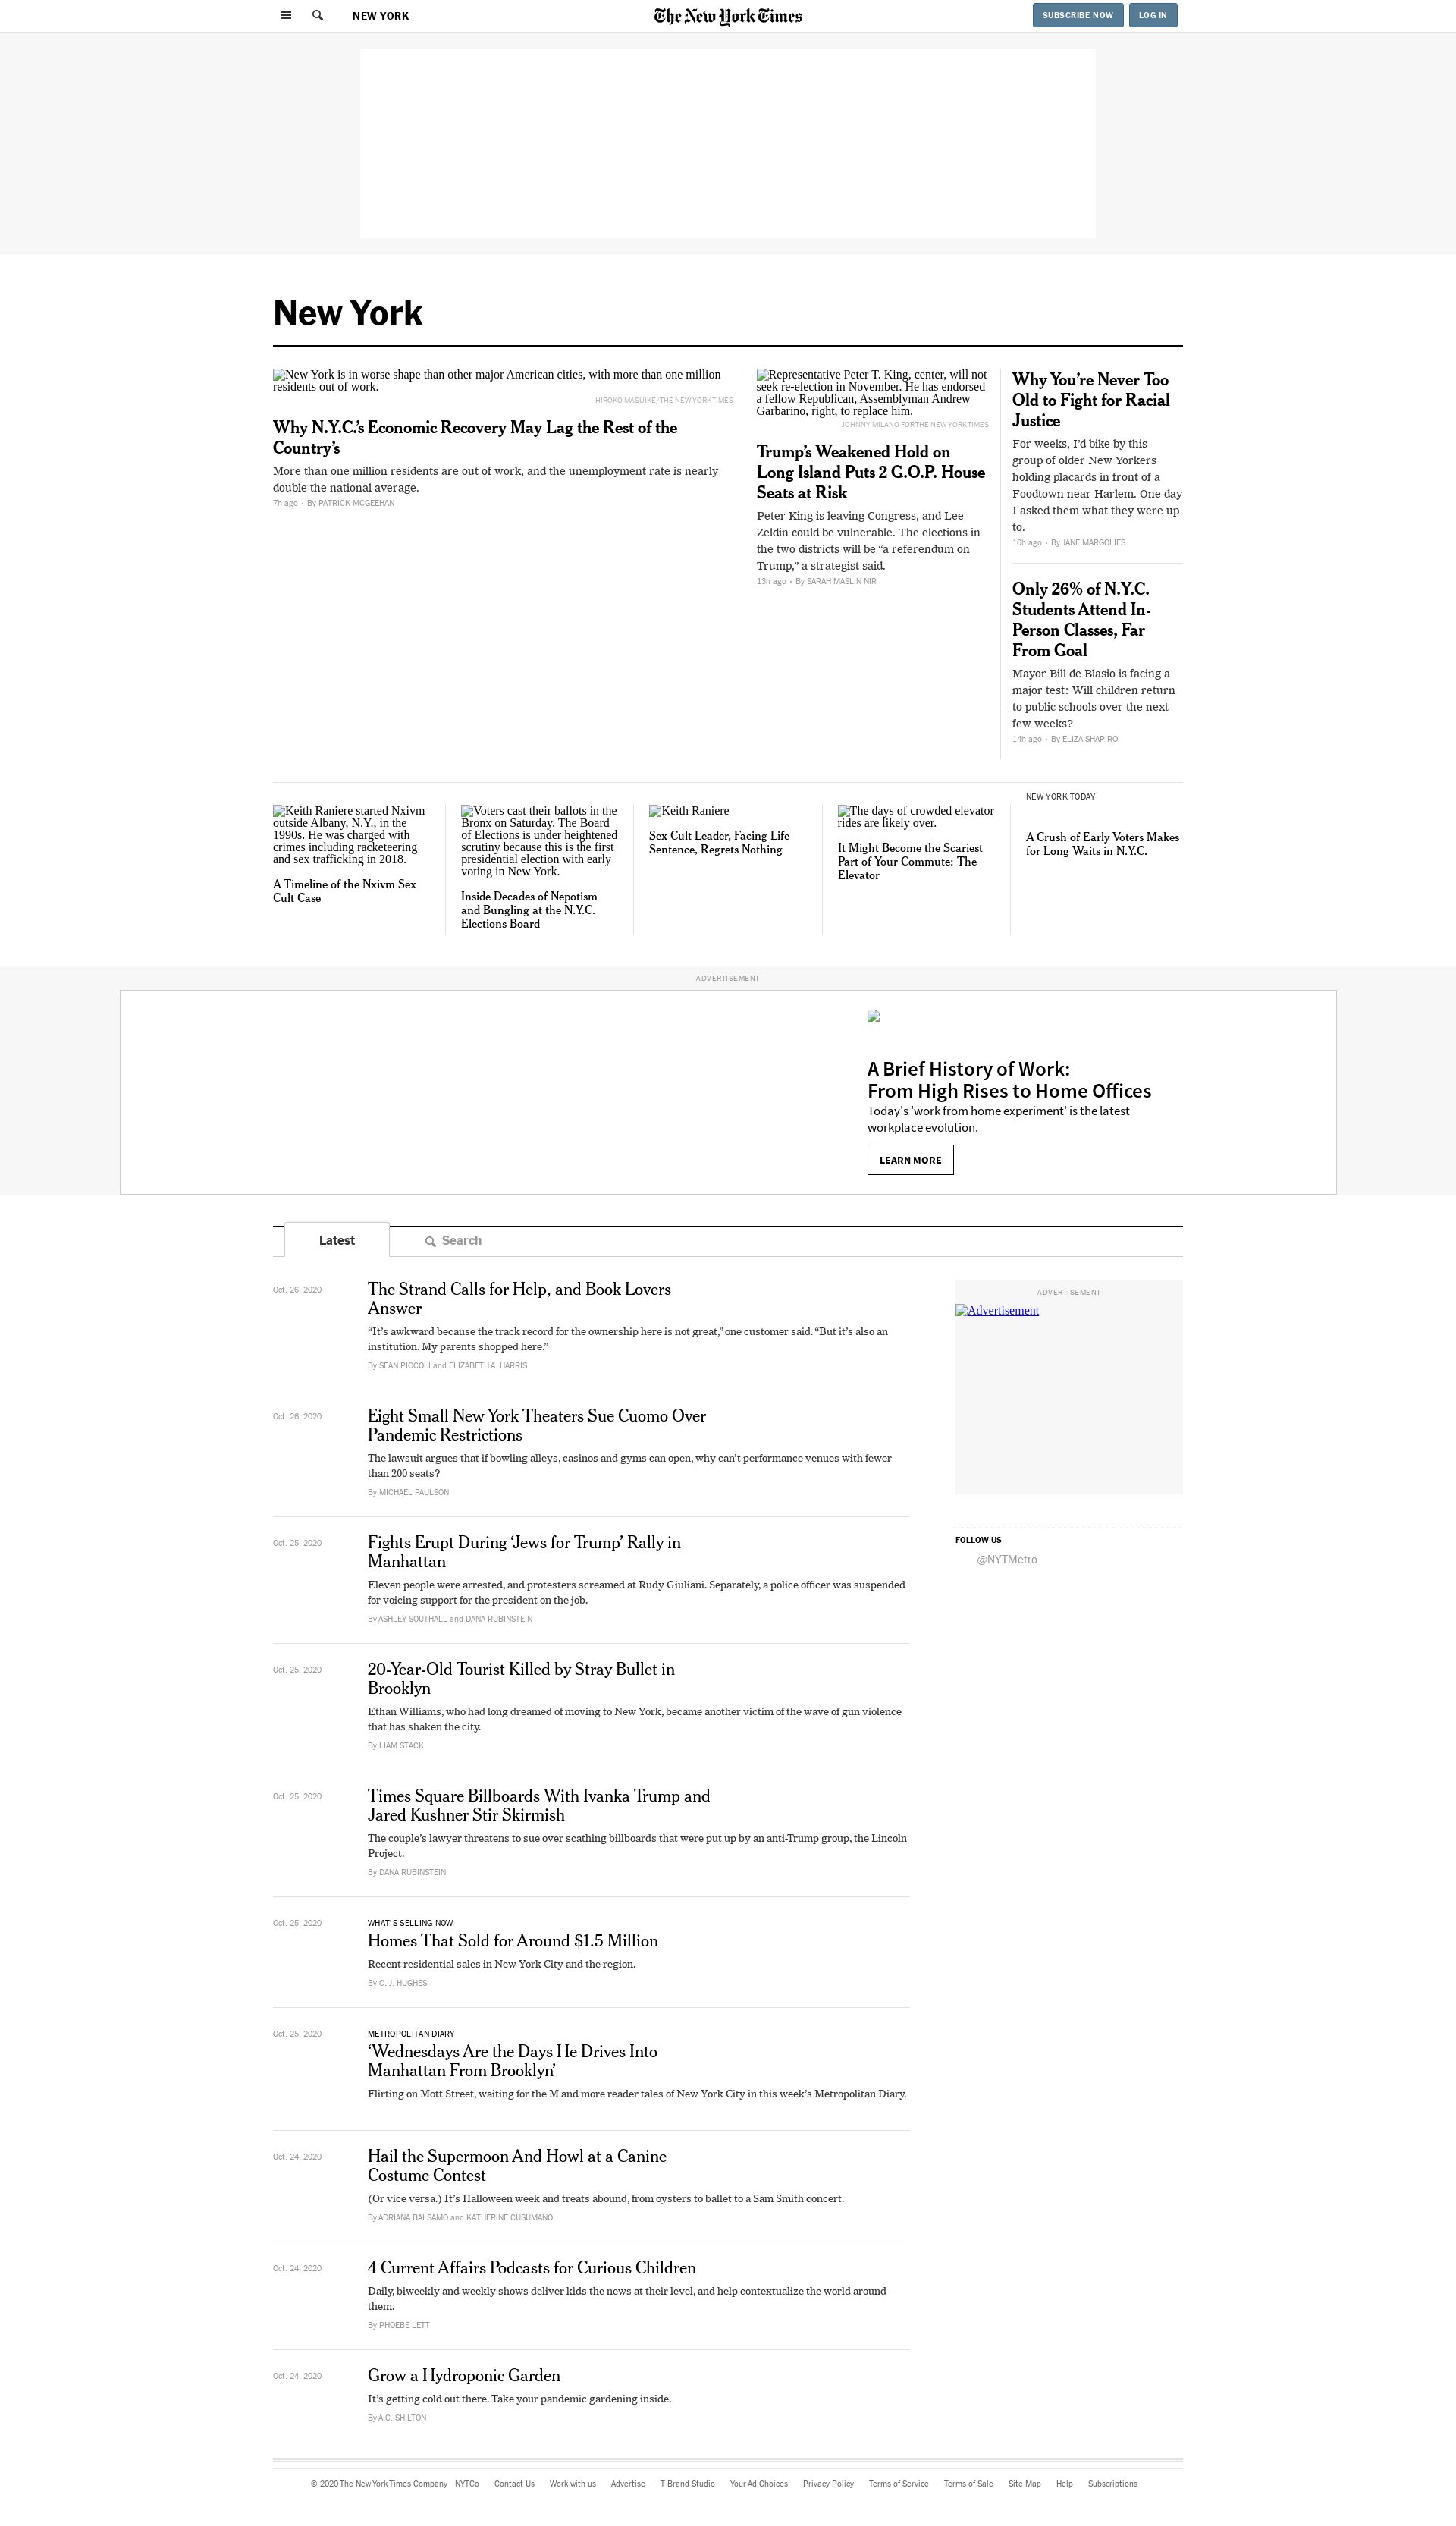 NEW YORK
The New York Times
SUBSCRIBE NOW
LOG IN
New York
New York is in worse shape than other major American cities, with more than one million
residents out of work.
HIROKO MASUIKE/THE NEW YORK TIMES
Why N.Y.C.’s Economic Recovery May Lag the Rest of the
Country’s
More than one million residents are out of work, and the unemployment rate is nearly
double the national average.
7h ago • By PATRICK MCGEEHAN
Representative Peter T. King, center, will not
seek re-election in November. He has endorsed
a fellow Republican, Assemblyman Andrew
Garbarino, right, to replace him.
JOHNNY MILANO FOR THE NEW YORK TIMES
Trump’s Weakened Hold on
Long Island Puts 2 G.O.P. House
Seats at Risk
Peter King is leaving Congress, and Lee
Zeldin could be vulnerable. The elections in
the two districts will be “a referendum on
Trump,” a strategist said.
13h ago • By SARAH MASLIN NIR
Why You’re Never Too
Old to Fight for Racial
Justice
For weeks, I’d bike by this
group of older New Yorkers
holding placards in front of a
Foodtown near Harlem. One day
I asked them what they were up
to.
10h ago • By JANE MARGOLIES
Only 26% of N.Y.C.
Students Attend In-
Person Classes, Far
From Goal
Mayor Bill de Blasio is facing a
major test: Will children return
to public schools over the next
few weeks?
14h ago • By ELIZA SHAPIRO
Keith Raniere started Nxivm
outside Albany, N.Y., in the
1990s. He was charged with
crimes including racketeering
and sex trafficking in 2018.
A Timeline of the Nxivm Sex
Cult Case
Voters cast their ballots in the
Bronx on Saturday. The Board
of Elections is under heightened
scrutiny because this is the first
presidential election with early
voting in New York.
Inside Decades of Nepotism
and Bungling at the N.Y.C.
Elections Board
Keith Raniere
Sex Cult Leader, Facing Life
Sentence, Regrets Nothing
The days of crowded elevator
rides are likely over.
It Might Become the Scariest
Part of Your Commute: The
Elevator
NEW YORK TODAY
A Crush of Early Voters Makes
for Long Waits in N.Y.C.
ADVERTISEMENT
A Brief History of Work:
From High Rises to Home Offices
Today's 'work from home experiment' is the latest
workplace evolution.
LEARN MORE
Latest
Search
Oct. 26, 2020
The Strand Calls for Help, and Book Lovers
Answer
“It’s awkward because the track record for the ownership here is not great,” one customer said. “But it’s also an
institution. My parents shopped here.”
By SEAN PICCOLI and ELIZABETH A. HARRIS
Oct. 26, 2020
Eight Small New York Theaters Sue Cuomo Over
Pandemic Restrictions
The lawsuit argues that if bowling alleys, casinos and gyms can open, why can’t performance venues with fewer
than 200 seats?
By MICHAEL PAULSON
Oct. 25, 2020
Fights Erupt During ‘Jews for Trump’ Rally in
Manhattan
Eleven people were arrested, and protesters screamed at Rudy Giuliani. Separately, a police officer was suspended
for voicing support for the president on the job.
By ASHLEY SOUTHALL and DANA RUBINSTEIN
Oct. 25, 2020
20-Year-Old Tourist Killed by Stray Bullet in
Brooklyn
Ethan Williams, who had long dreamed of moving to New York, became another victim of the wave of gun violence
that has shaken the city.
By LIAM STACK
Oct. 25, 2020
Times Square Billboards With Ivanka Trump and
Jared Kushner Stir Skirmish
The couple’s lawyer threatens to sue over scathing billboards that were put up by an anti-Trump group, the Lincoln
Project.
By DANA RUBINSTEIN
Oct. 25, 2020
WHAT'S SELLING NOW
Homes That Sold for Around $1.5 Million
Recent residential sales in New York City and the region.
By C. J. HUGHES
Oct. 25, 2020
METROPOLITAN DIARY
‘Wednesdays Are the Days He Drives Into
Manhattan From Brooklyn’
Flirting on Mott Street, waiting for the M and more reader tales of New York City in this week’s Metropolitan Diary.
Oct. 24, 2020
Hail the Supermoon And Howl at a Canine
Costume Contest
(Or vice versa.) It’s Halloween week and treats abound, from oysters to ballet to a Sam Smith concert.
By ADRIANA BALSAMO and KATHERINE CUSUMANO
Oct. 24, 2020
4 Current Affairs Podcasts for Curious Children
Daily, biweekly and weekly shows deliver kids the news at their level, and help contextualize the world around
them.
By PHOEBE LETT
Oct. 24, 2020
Grow a Hydroponic Garden
It’s getting cold out there. Take your pandemic gardening inside.
By A.C. SHILTON
ADVERTISEMENT
Advertisement
FOLLOW US
@NYTMetro
© 2020 The New York Times Company NYTCo Contact Us Work with us Advertise T Brand Studio Your Ad Choices Privacy Policy Terms of Service Terms of Sale Site Map Help Subscriptions